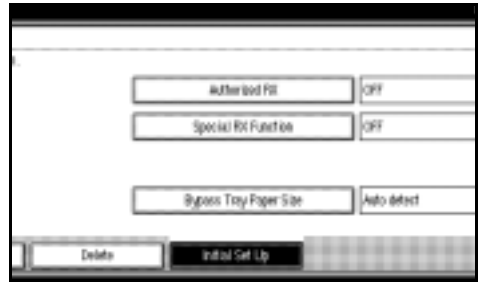 Authorized RX OFF
Special RX Function OFF
Bypass Tray Paper Size Auto detect
Delete Initial Set Up